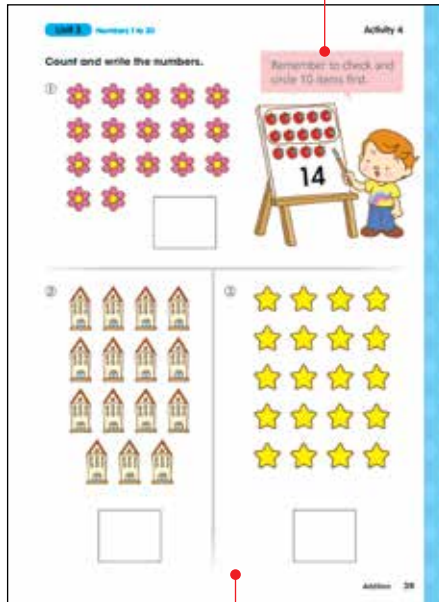 Unit 3 Numbers 1 to 20
Activity 4
Count and write the numbers.
Remember to check and
circle 10 items first.
①
14
②
③
Addition 39